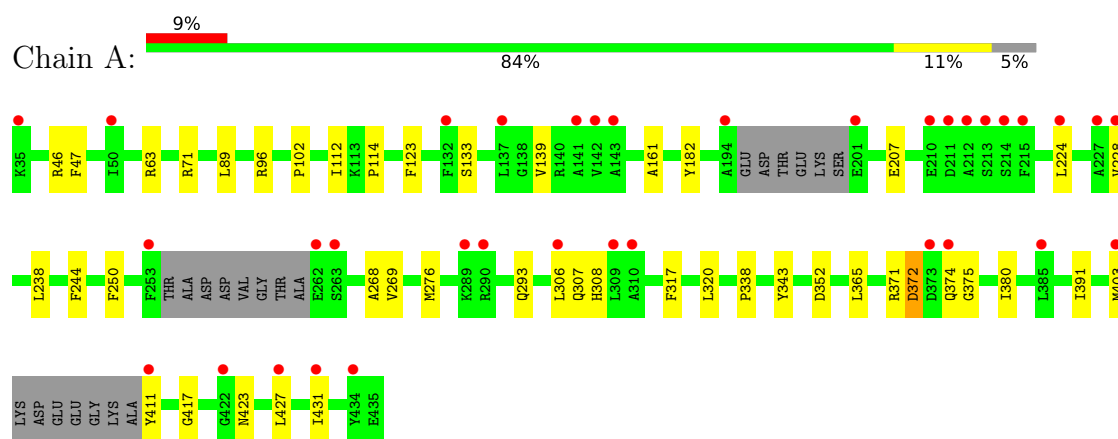 9%
Chain A:
84% 11% 5%
K35 R46 F47 I50 R63 R71 L89 R96 P102 I112 K113 P114 F123 F132 S133 L137 G138 V139 R140 A141 V142 A143 A161 Y182 A194 GLU ASP THR GLU LYS SER E201 E207 E210 D211 A212 S213 S214 F215 L224 A227 V228
L238 F244 F250 F253 THR ALA ASP ASP VAL GLY THR ALA E262 S263 A268 V269 M276 K289 R290 Q293 L306 Q307 H308 L309 A310 F317 L320 P338 Y343 D352 L365 R371 D372 D373 Q374 G375 I380 L385 I391 M403
LYS ASP GLU GLU GLY LYS ALA Y411 G417 G422 N423 L427 I431 Y434 E435